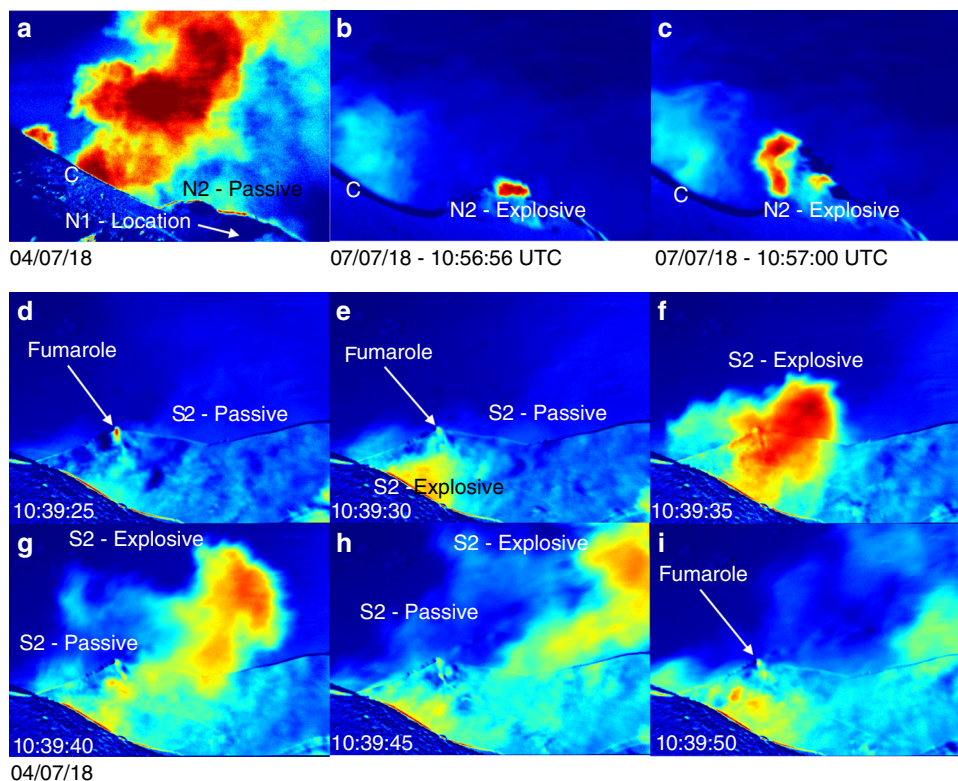 a
C
N2 - Passive
N1 - Location
04/07/18
b
C
N2 - Explosive
07/07/18 - 10:56:56 UTC
c
C
N2 - Explosive
07/07/18 - 10:57:00 UTC
d
Fumarole
S2 - Passive
10:39:25
e
Fumarole
S2 - Passive
S2 -Explosive
10:39:30
f
S2 - Explosive
10:39:35
g
S2 - Explosive
S2 - Passive
10:39:40
h
S2 - Explosive
S2 - Passive
10:39:45
i
Fumarole
10:39:50
04/07/18